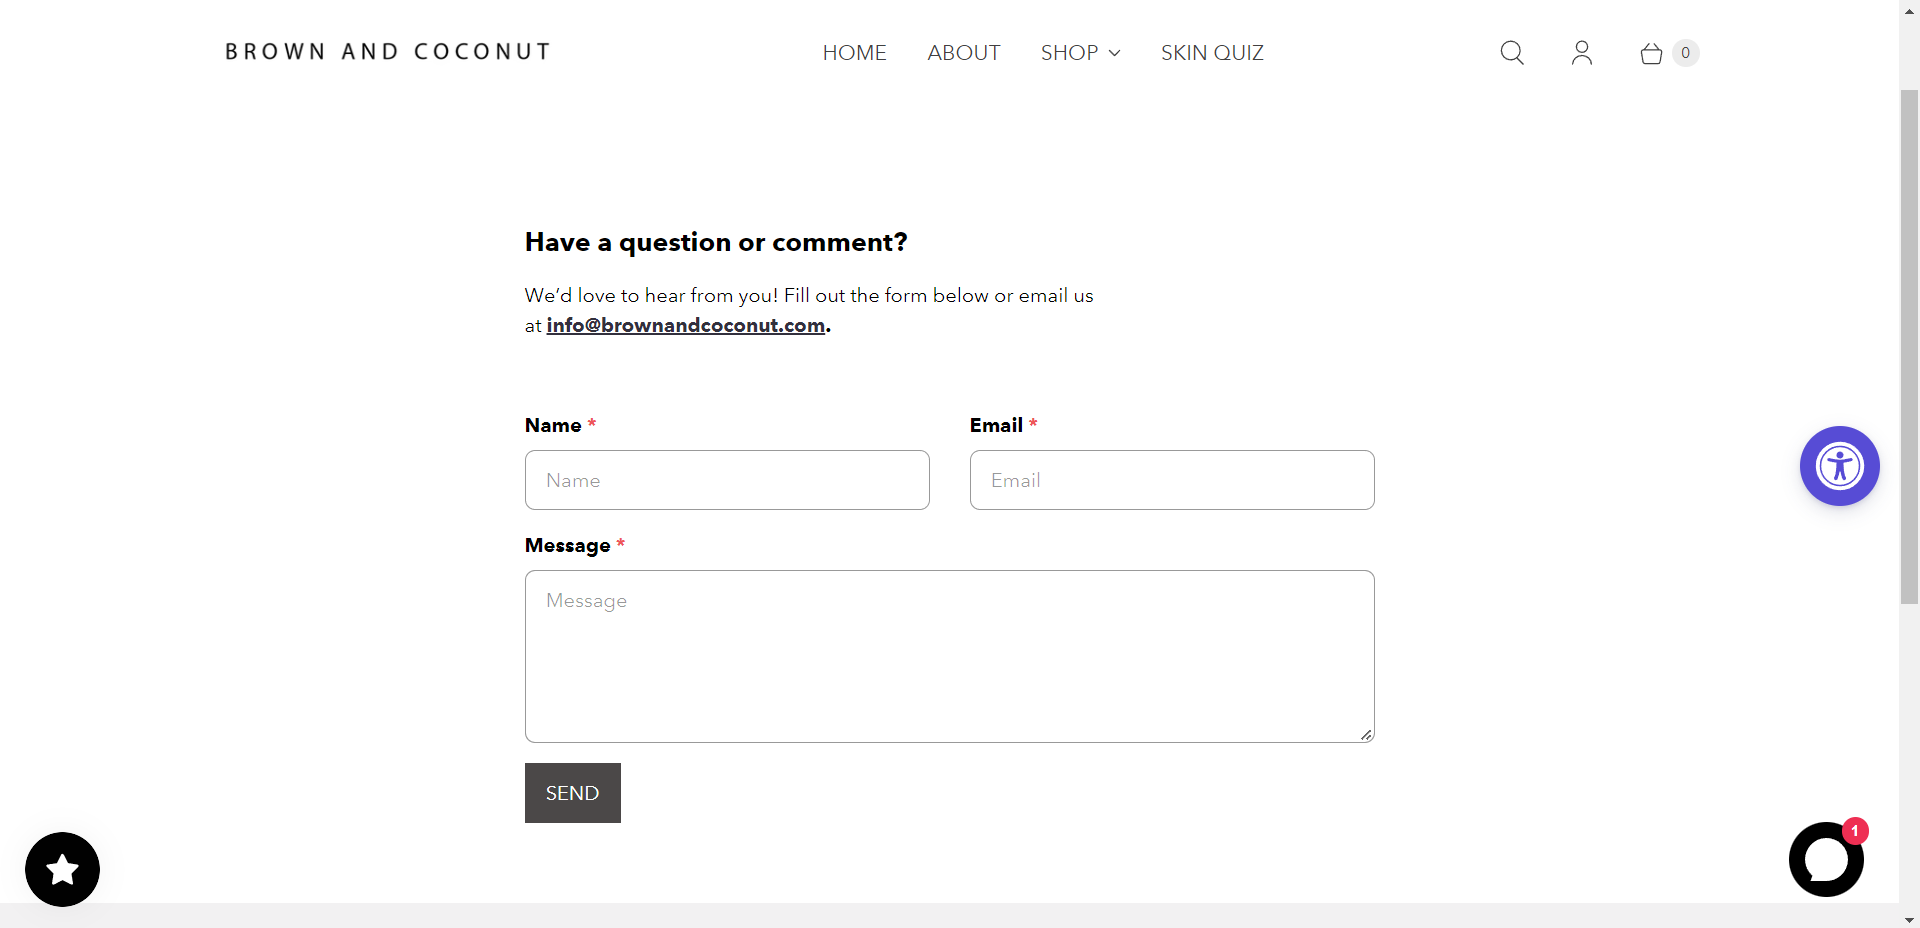 BROWN AND COCONUT
HOME ABOUT SHOP SKIN QUIZ
0
Have a question or comment?
We’d love to hear from you! Fill out the form below or email us
at info@brownandcoconut.com.
Name * Email *
Name Email
Message *
Message
SEND
1